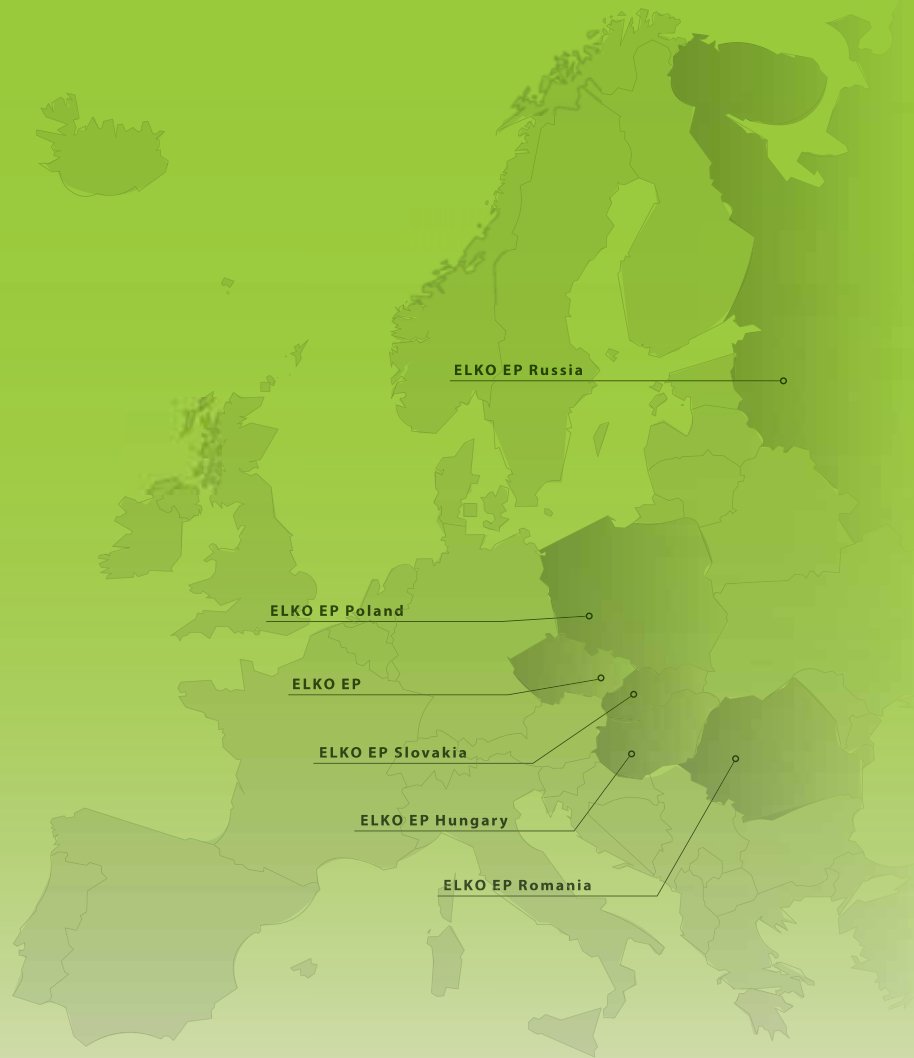 ELKO EP Russia
ELKO EP Poland
ELKO EP
ELKO EP Slovakia
ELKO EP Hungary
ELKO EP Romania